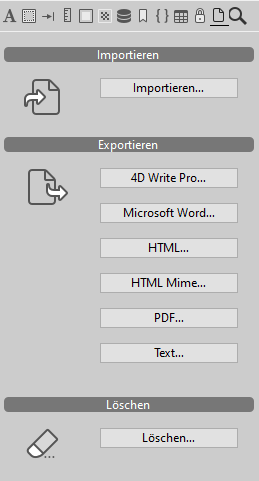 A
Importieren
Importieren...
Exportieren
4D Write Pro...
Microsoft Word...
HTML...
HTML Mime...
PDF...
Text...
Löschen
Löschen...